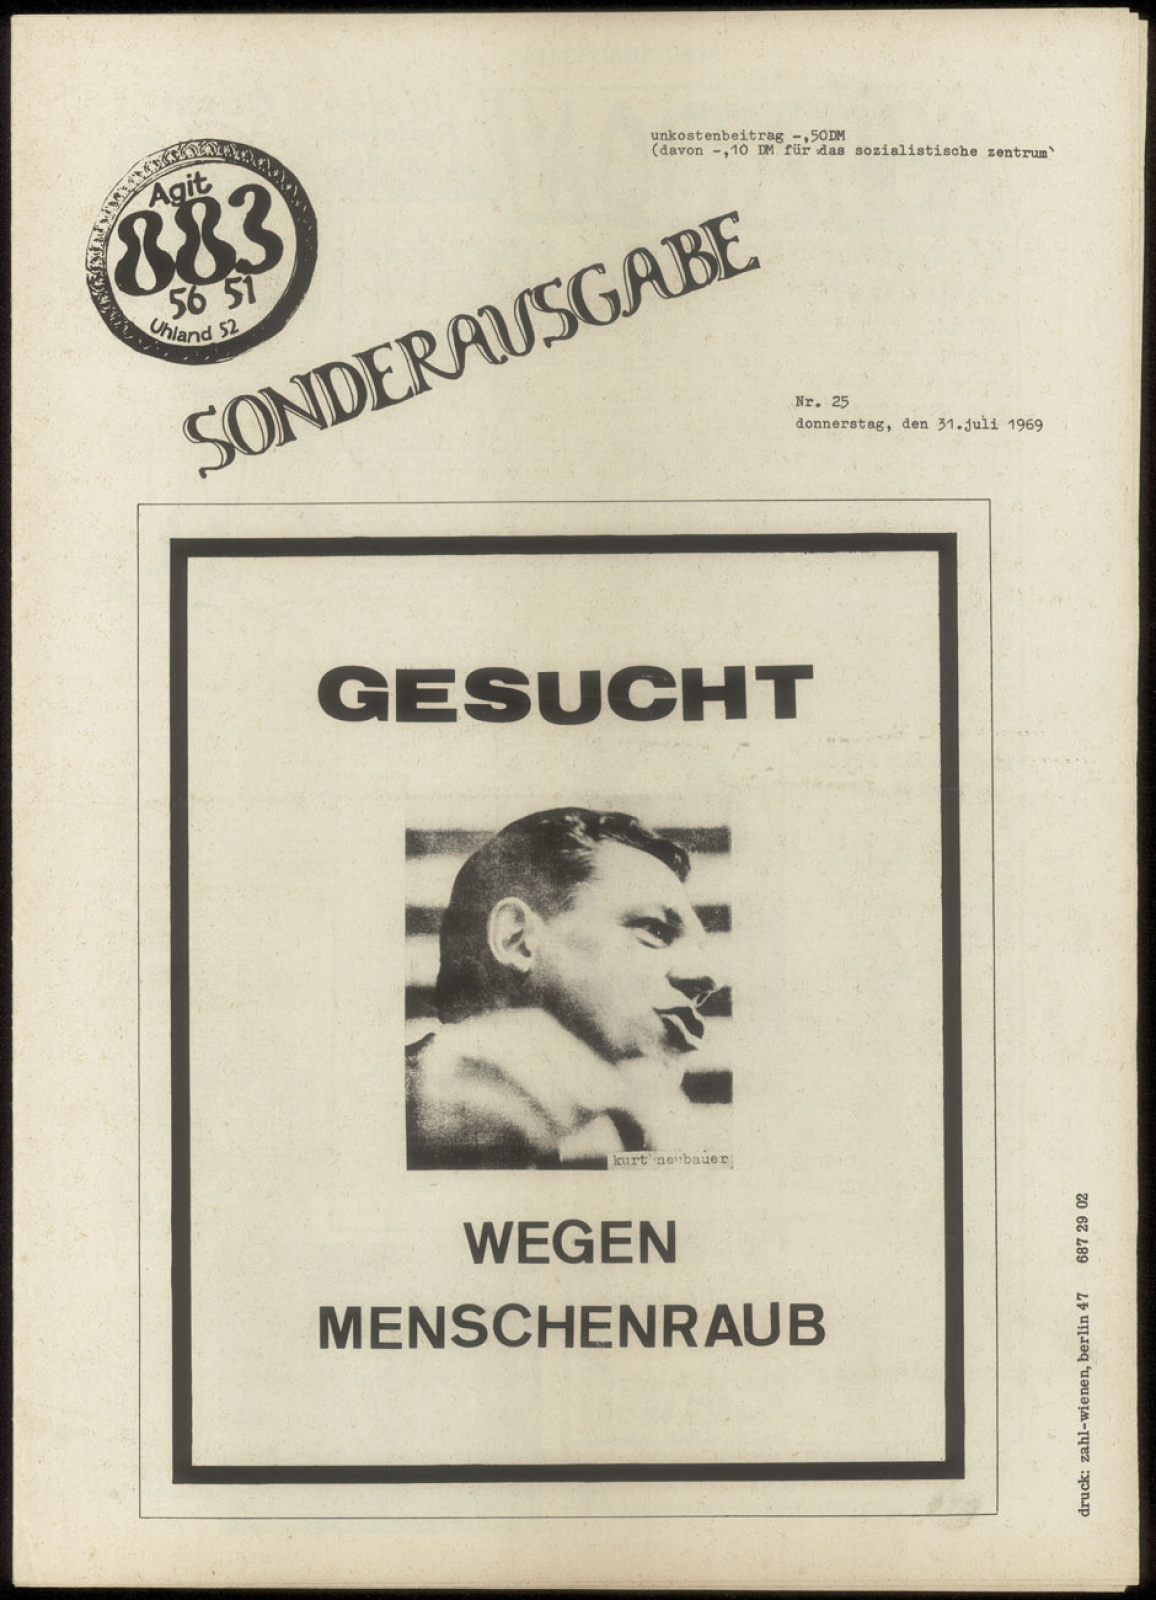 unkostenbeitrag -,50DM
(davon -,10 DM für das sozialistische zentrum
Agit
883
56 51
Uhland 52
SONDERAUSGABE
Nr. 25
donnerstag, den 31.juli 1969
GESUCHT
kurt neubauer
WEGEN
MENSCHENRAUB
druck: zahl-wienen, berlin 47 687 29 02